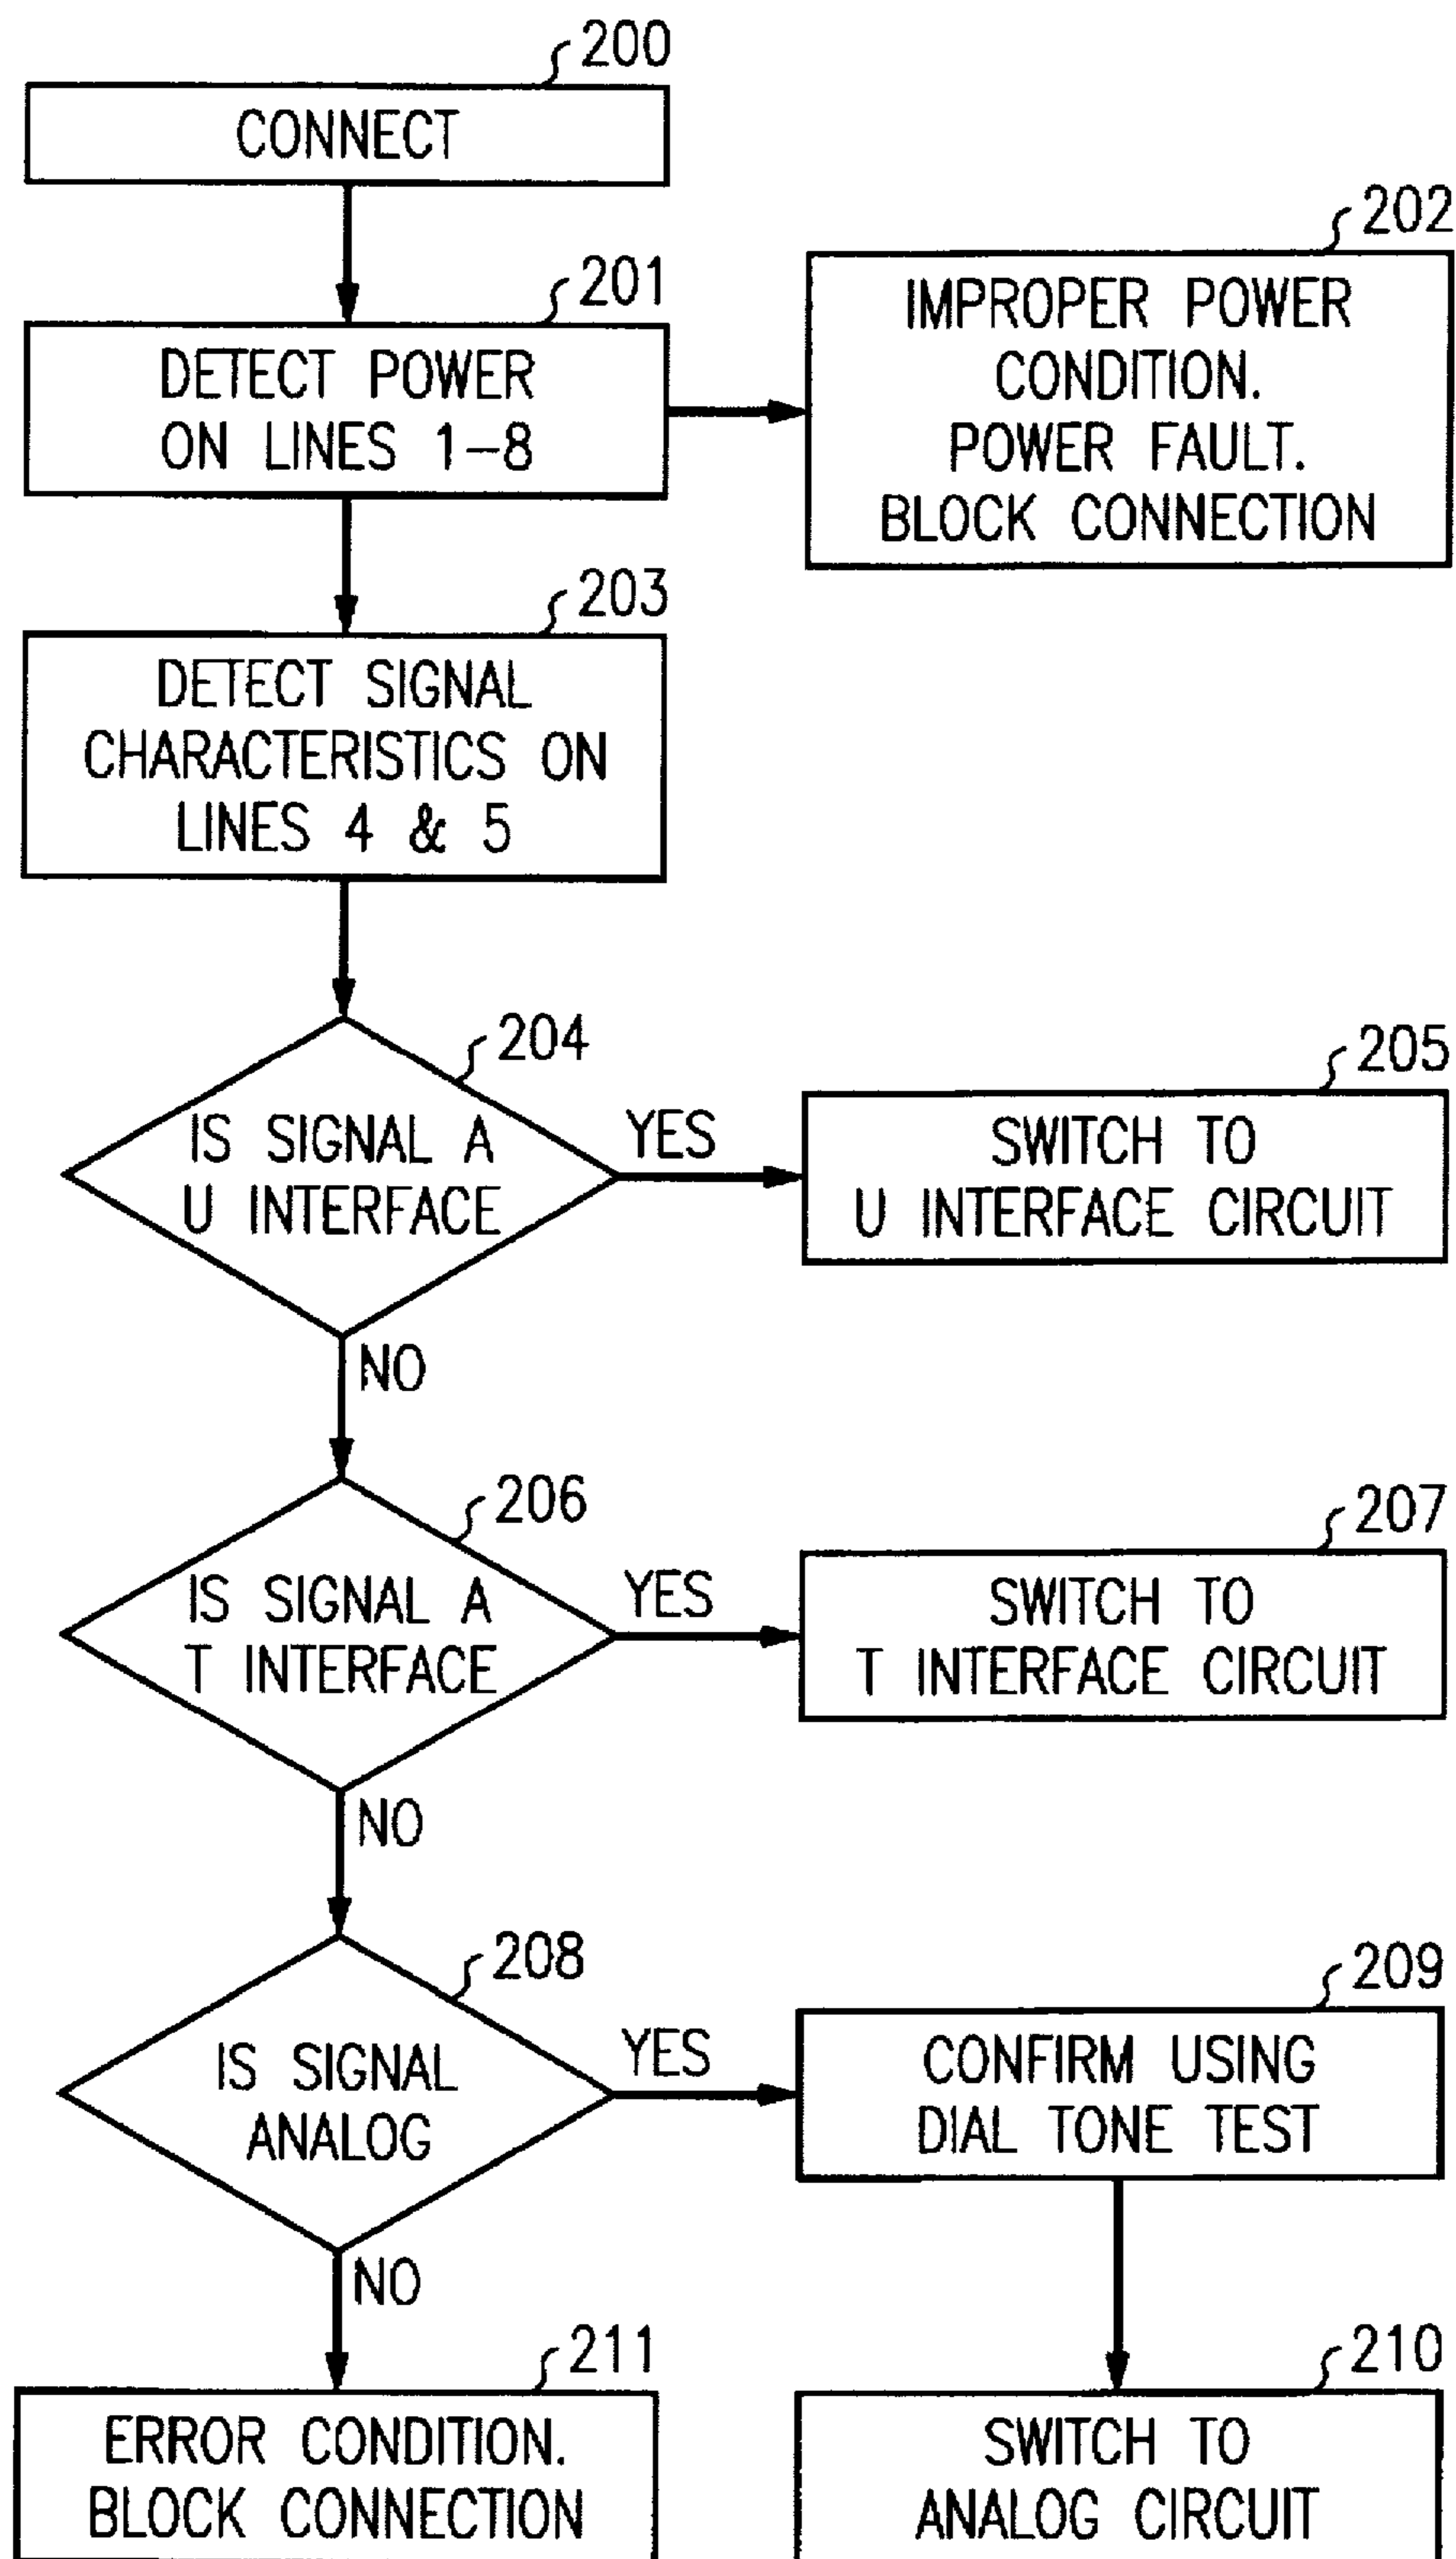 200
CONNECT
202
201
IMPROPER POWER
CONDITION.
POWER FAULT.
BLOCK CONNECTION
DETECT POWER
ON LINES 1-8
203
DETECT SIGNAL
CHARACTERISTICS ON
LINES 4 & 5
204
205
IS SIGNAL A
U INTERFACE
YES
SWITCH TO
U INTERFACE CIRCUIT
NO
206
207
IS SIGNAL A
T INTERFACE
YES
SWITCH TO
T INTERFACE CIRCUIT
NO
208
209
IS SIGNAL
ANALOG
YES
CONFIRM USING
DIAL TONE TEST
NO
211
210
ERROR CONDITION.
BLOCK CONNECTION
SWITCH TO
ANALOG CIRCUIT